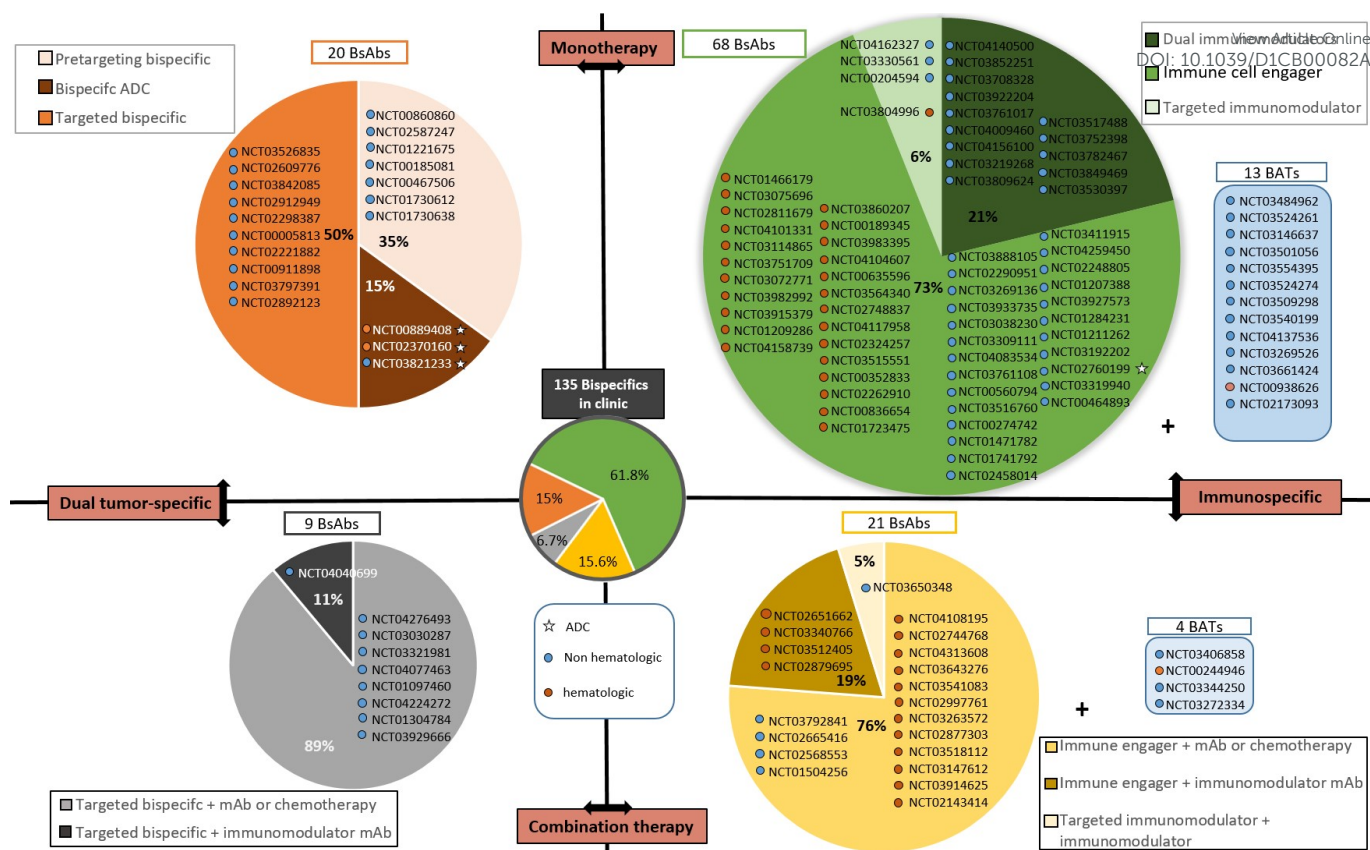 Pretargeting bispecific
Bispecifc ADC
Targeted bispecific
20 BsAbs
NCT00860860
NCT02587247
NCT01221675
NCT00185081
NCT00467506
NCT01730612
NCT01730638
35%
NCT03526835
NCT02609776
NCT03842085
NCT02912949
NCT02298387
NCT00005813
NCT02221882
NCT00911898
NCT03797391
NCT02892123
50%
15%
NCT00889408
NCT02370160
NCT03821233
Monotherapy
68 BsAbs
NCT04162327
NCT03330561
NCT00204594
NCT03804996
6%
NCT04140500
NCT03852251
NCT03708328
NCT03922204
NCT03761017
NCT04009460
NCT04156100
NCT03219268
NCT03809624
NCT03517488
NCT03752398
NCT03782467
NCT03849469
NCT03530397
21%
Dual immunomodulators
View Article Online
DOI: 10.1039/D1CB00082A
Immune cell engager
Targeted immunomodulator
NCT01466179
NCT03075696
NCT02811679
NCT04101331
NCT03114865
NCT03751709
NCT03072771
NCT03982992
NCT03915379
NCT01209286
NCT04158739
NCT03860207
NCT00189345
NCT03983395
NCT04104607
NCT00635596
NCT03564340
NCT02748837
NCT04117958
NCT02324257
NCT03515551
NCT00352833
NCT02262910
NCT00836654
NCT01723475
73%
NCT03888105
NCT02290951
NCT03269136
NCT03933735
NCT03038230
NCT03309111
NCT04083534
NCT03761108
NCT00560794
NCT03516760
NCT00274742
NCT01471782
NCT01741792
NCT02458014
NCT03411915
NCT04259450
NCT02248805
NCT01207388
NCT03927573
NCT01284231
NCT01211262
NCT03192202
NCT02760199
NCT03319940
NCT00464893
+
13 BATs
NCT03484962
NCT03524261
NCT03146637
NCT03501056
NCT03554395
NCT03524274
NCT03509298
NCT03540199
NCT04137536
NCT03269526
NCT03661424
NCT00938626
NCT02173093
135 Bispecifics
in clinic
61.8%
15%
6.7%
15.6%
Dual tumor-specific
Immunospecific
9 BsAbs
NCT04040699
11%
NCT04276493
NCT03030287
NCT03321981
NCT04077463
NCT01097460
NCT04224272
NCT01304784
NCT03929666
89%
Targeted bispecifc + mAb or chemotherapy
Targeted bispecific + immunomodulator mAb
ADC
Non hematologic
hematologic
Combination therapy
21 BsAbs
5%
NCT03650348
NCT02651662
NCT03340766
NCT03512405
NCT02879695
19%
NCT04108195
NCT02744768
NCT04313608
NCT03643276
NCT03541083
NCT02997761
NCT03263572
NCT02877303
NCT03518112
NCT03147612
NCT03914625
NCT02143414
76%
NCT03792841
NCT02665416
NCT02568553
NCT01504256
+
4 BATs
NCT03406858
NCT00244946
NCT03344250
NCT03272334
Immune engager + mAb or chemotherapy
Immune engager + immunomodulator mAb
Targeted immunomodulator +
immunomodulator